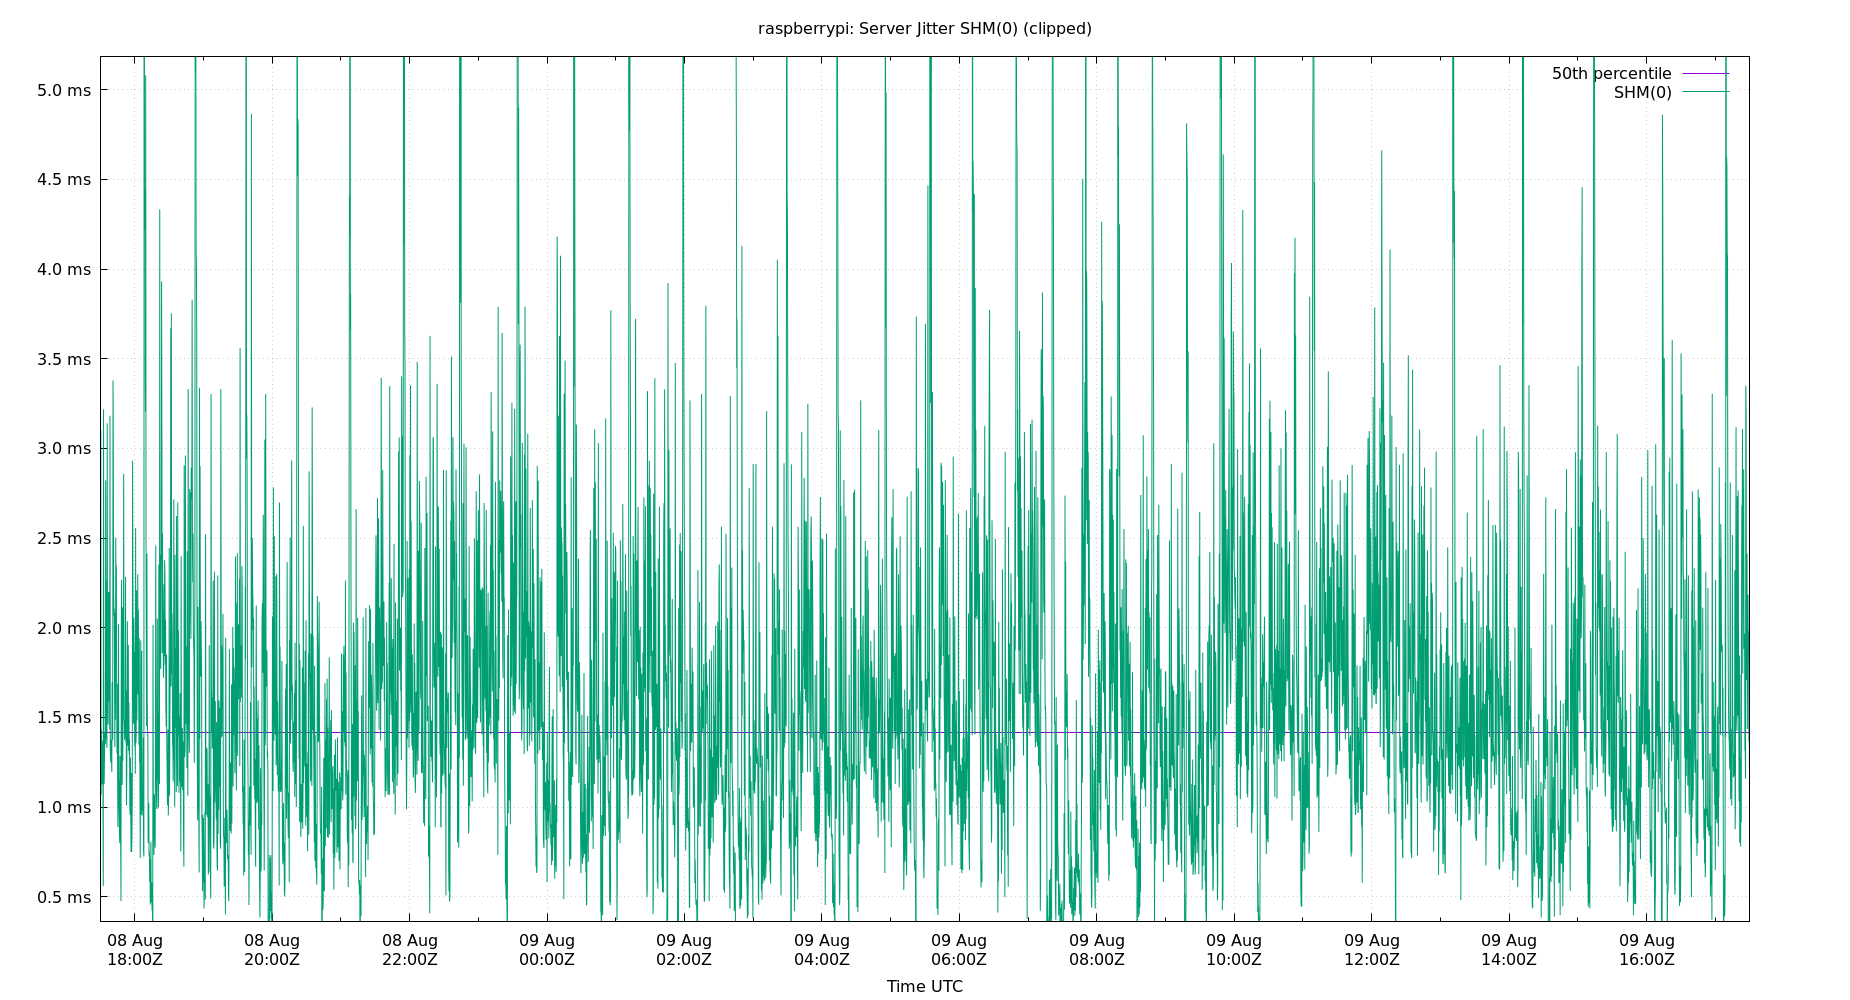 raspberrypi: Server Jitter SHM(0) (clipped)
50th percentile
SHM(0)
5.0 ms
4.5 ms
4.0 ms
3.5 ms
3.0 ms
2.5 ms
2.0 ms
1.5 ms
1.0 ms
0.5 ms
08 Aug 08 Aug 08 Aug 09 Aug 09 Aug 09 Aug 09 Aug 09 Aug 09 Aug 09 Aug 09 Aug 09 Aug
18:00Z 20:00Z 22:00Z 00:00Z 02:00Z 04:00Z 06:00Z 08:00Z 10:00Z 12:00Z 14:00Z 16:00Z
Time UTC